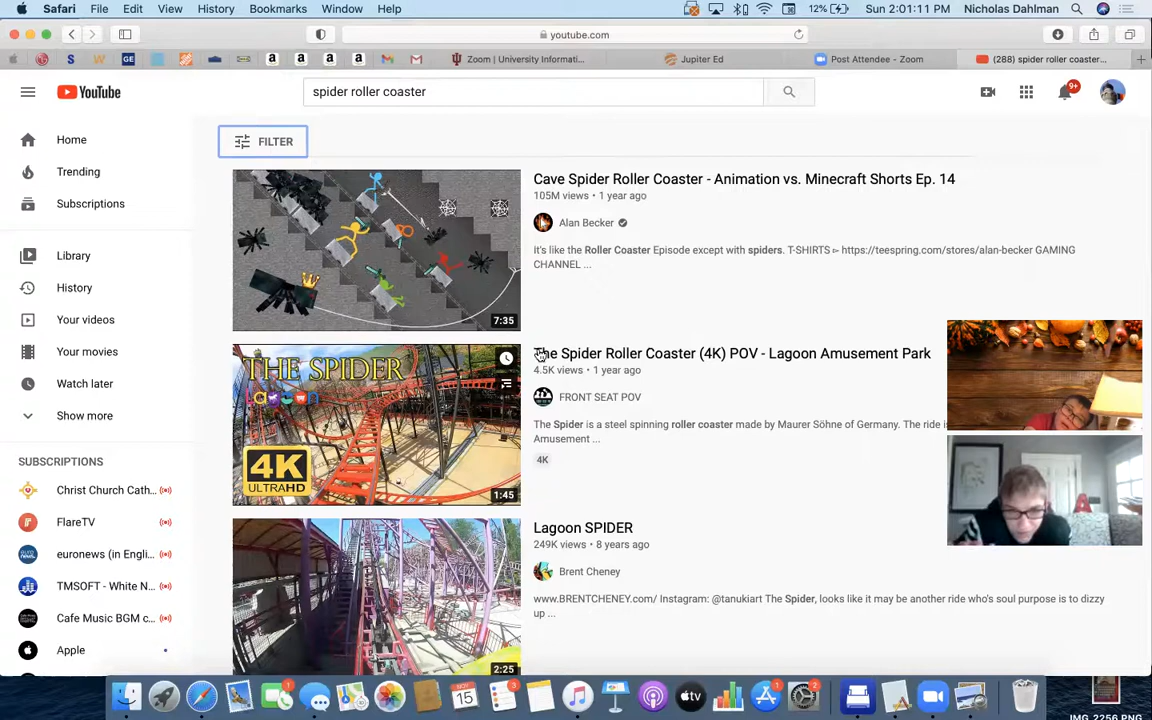 Safari File Edit View History Bookmarks Window Help 12% Sun 2:01:11 PM Nicholas Dahlman
youtube.com
Zoom | University Informati... Jupiter Ed Post Attendee - Zoom (288) spider roller coaster...
YouTube
spider roller coaster
9+
FILTER
Home
Trending
Subscriptions
Library
History
Your videos
Your movies
Watch later
Show more
SUBSCRIPTIONS
Christ Church Cath...
FlareTV
euronews (in Engli...
TMSOFT - White N...
Cafe Music BGM c...
Apple
7:35
Cave Spider Roller Coaster - Animation vs. Minecraft Shorts Ep. 14
105M views • 1 year ago
Alan Becker
It's like the Roller Coaster Episode except with spiders. T-SHIRTS ▻ https://teespring.com/stores/alan-becker GAMING
CHANNEL ...
THE SPIDER
lagoon
4K
ULTRAHD
1:45
The Spider Roller Coaster (4K) POV - Lagoon Amusement Park
4.5K views • 1 year ago
FRONT SEAT POV
The Spider is a steel spinning roller coaster made by Maurer Söhne of Germany. The ride is
Amusement ...
4K
2:25
Lagoon SPIDER
249K views • 8 years ago
Brent Cheney
www.BRENTCHENEY.com/ Instagram: @tanukiart The Spider, looks like it may be another ride who's soul purpose is to dizzy
up ...
NOV
15
tv
IMG_2256.PNG